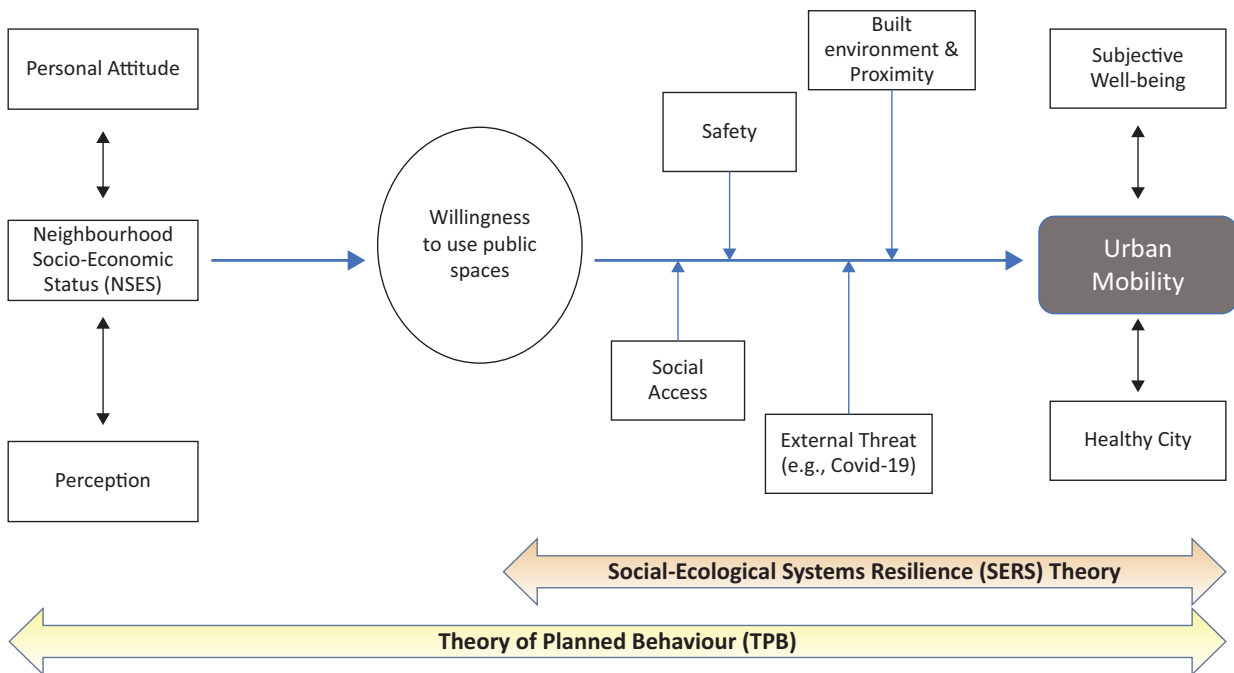 Personal Attitude
Neighbourhood
Socio-Economic
Status (NSES)
Perception
Willingness
to use public
spaces
Safety
Built
environment &
Proximity
Social
Access
External Threat
(e.g., Covid-19)
Subjective
Well-being
Urban
Mobility
Healthy City
Social-Ecological Systems Resilience (SERS) Theory
Theory of Planned Behaviour (TPB)